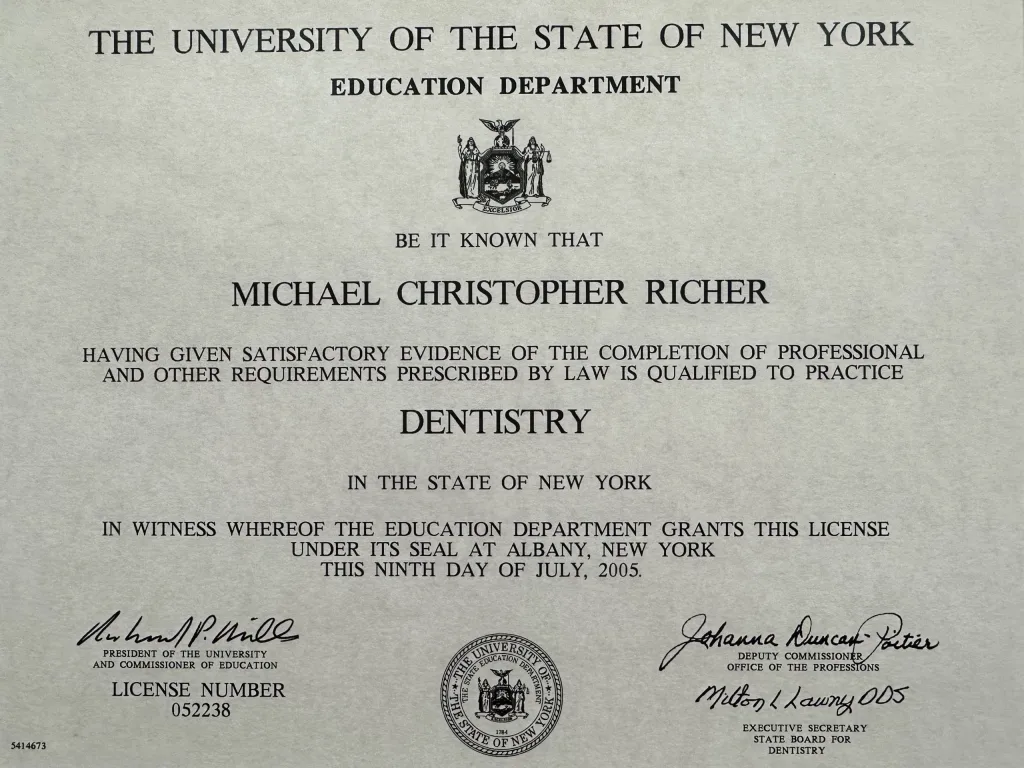 THE UNIVERSITY OF THE STATE OF NEW YORK
EDUCATION DEPARTMENT
EXCELSIOR
BE IT KNOWN THAT
MICHAEL CHRISTOPHER RICHER
HAVING GIVEN SATISFACTORY EVIDENCE OF THE COMPLETION OF PROFESSIONAL
AND OTHER REQUIREMENTS PRESCRIBED BY LAW IS QUALIFIED TO PRACTICE
DENTISTRY
IN THE STATE OF NEW YORK
IN WITNESS WHEREOF THE EDUCATION DEPARTMENT GRANTS THIS LICENSE
UNDER ITS SEAL AT ALBANY, NEW YORK
THIS NINTH DAY OF JULY, 2005.
PRESIDENT OF THE UNIVERSITY
AND COMMISSIONER OF EDUCATION
LICENSE NUMBER
052238
5414673
THE UNIVERSITY OF
THE STATE OF NEW YORK
THE STATE EDUCATION DEPARTMENT
1784
Johanna Duncan-Poitier
DEPUTY COMMISSIONER
OFFICE OF THE PROFESSIONS
Milton L Lawny DDS
EXECUTIVE SECRETARY
STATE BOARD FOR
DENTISTRY